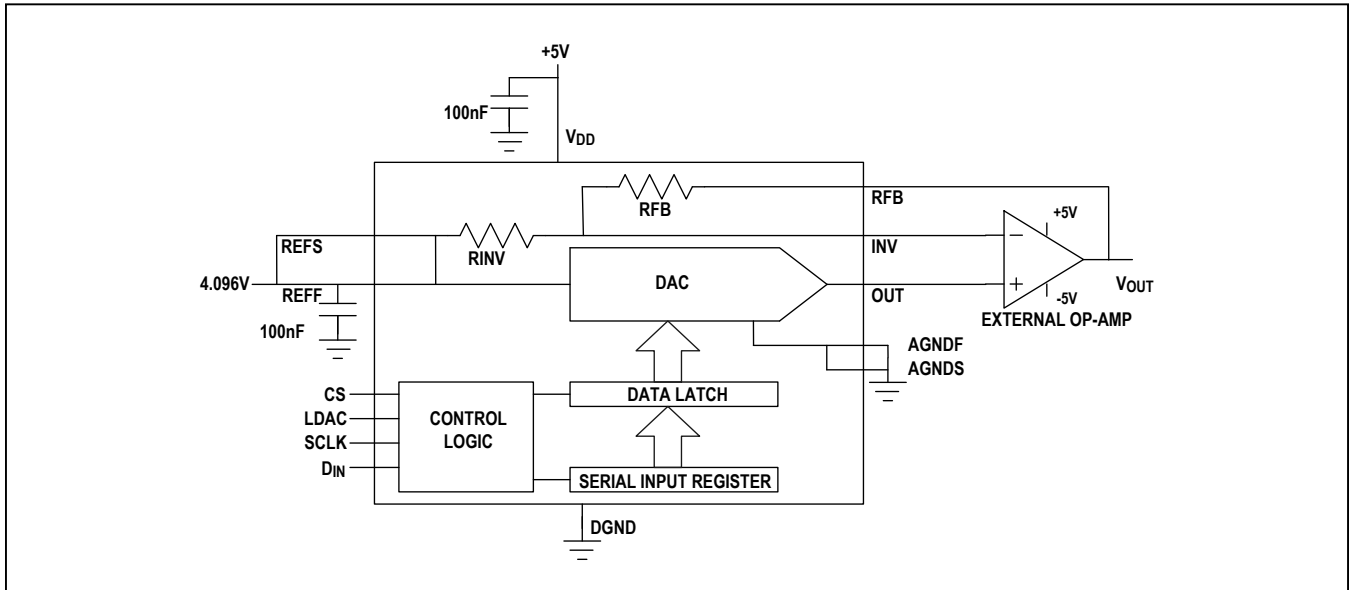 +5V
100nF
VDD
RFB
RFB
REFS
RINV
INV
+5V
−
4.096V
REFF
DAC
OUT
+
-5V
VOUT
100nF
EXTERNAL OP-AMP
AGNDF
AGNDS
CS
LDAC
SCLK
DIN
CONTROL
LOGIC
DATA LATCH
SERIAL INPUT REGISTER
DGND